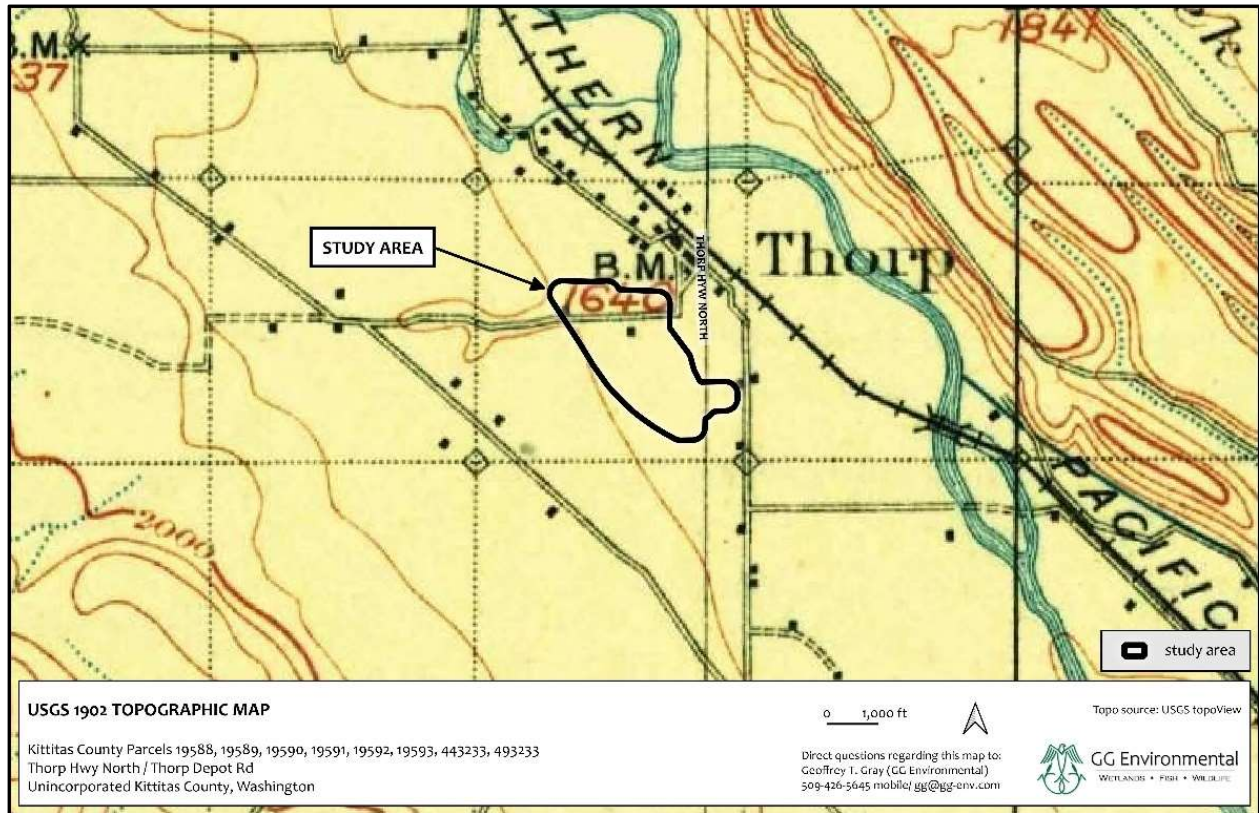 THERN
1841
B.M.
37
STUDY AREA
B.M.
1640
THORP HYW NORTH
Thorp
2000
PACIFIC
study area
USGS 1902 TOPOGRAPHIC MAP
Kittitas County Parcels 19588, 19589, 19590, 19591, 19592, 19593, 443233, 493233
Thorp Hwy North / Thorp Depot Rd
Unincorporated Kittitas County, Washington
0 1,000 ft
Direct questions regarding this map to:
Geoffrey T. Gray (GG Environmental)
509-426-5645 mobile/ gg@gg-env.com
Topo source: USGS topoView
GG Environmental
WETLANDS • FISH • WILDLIFE